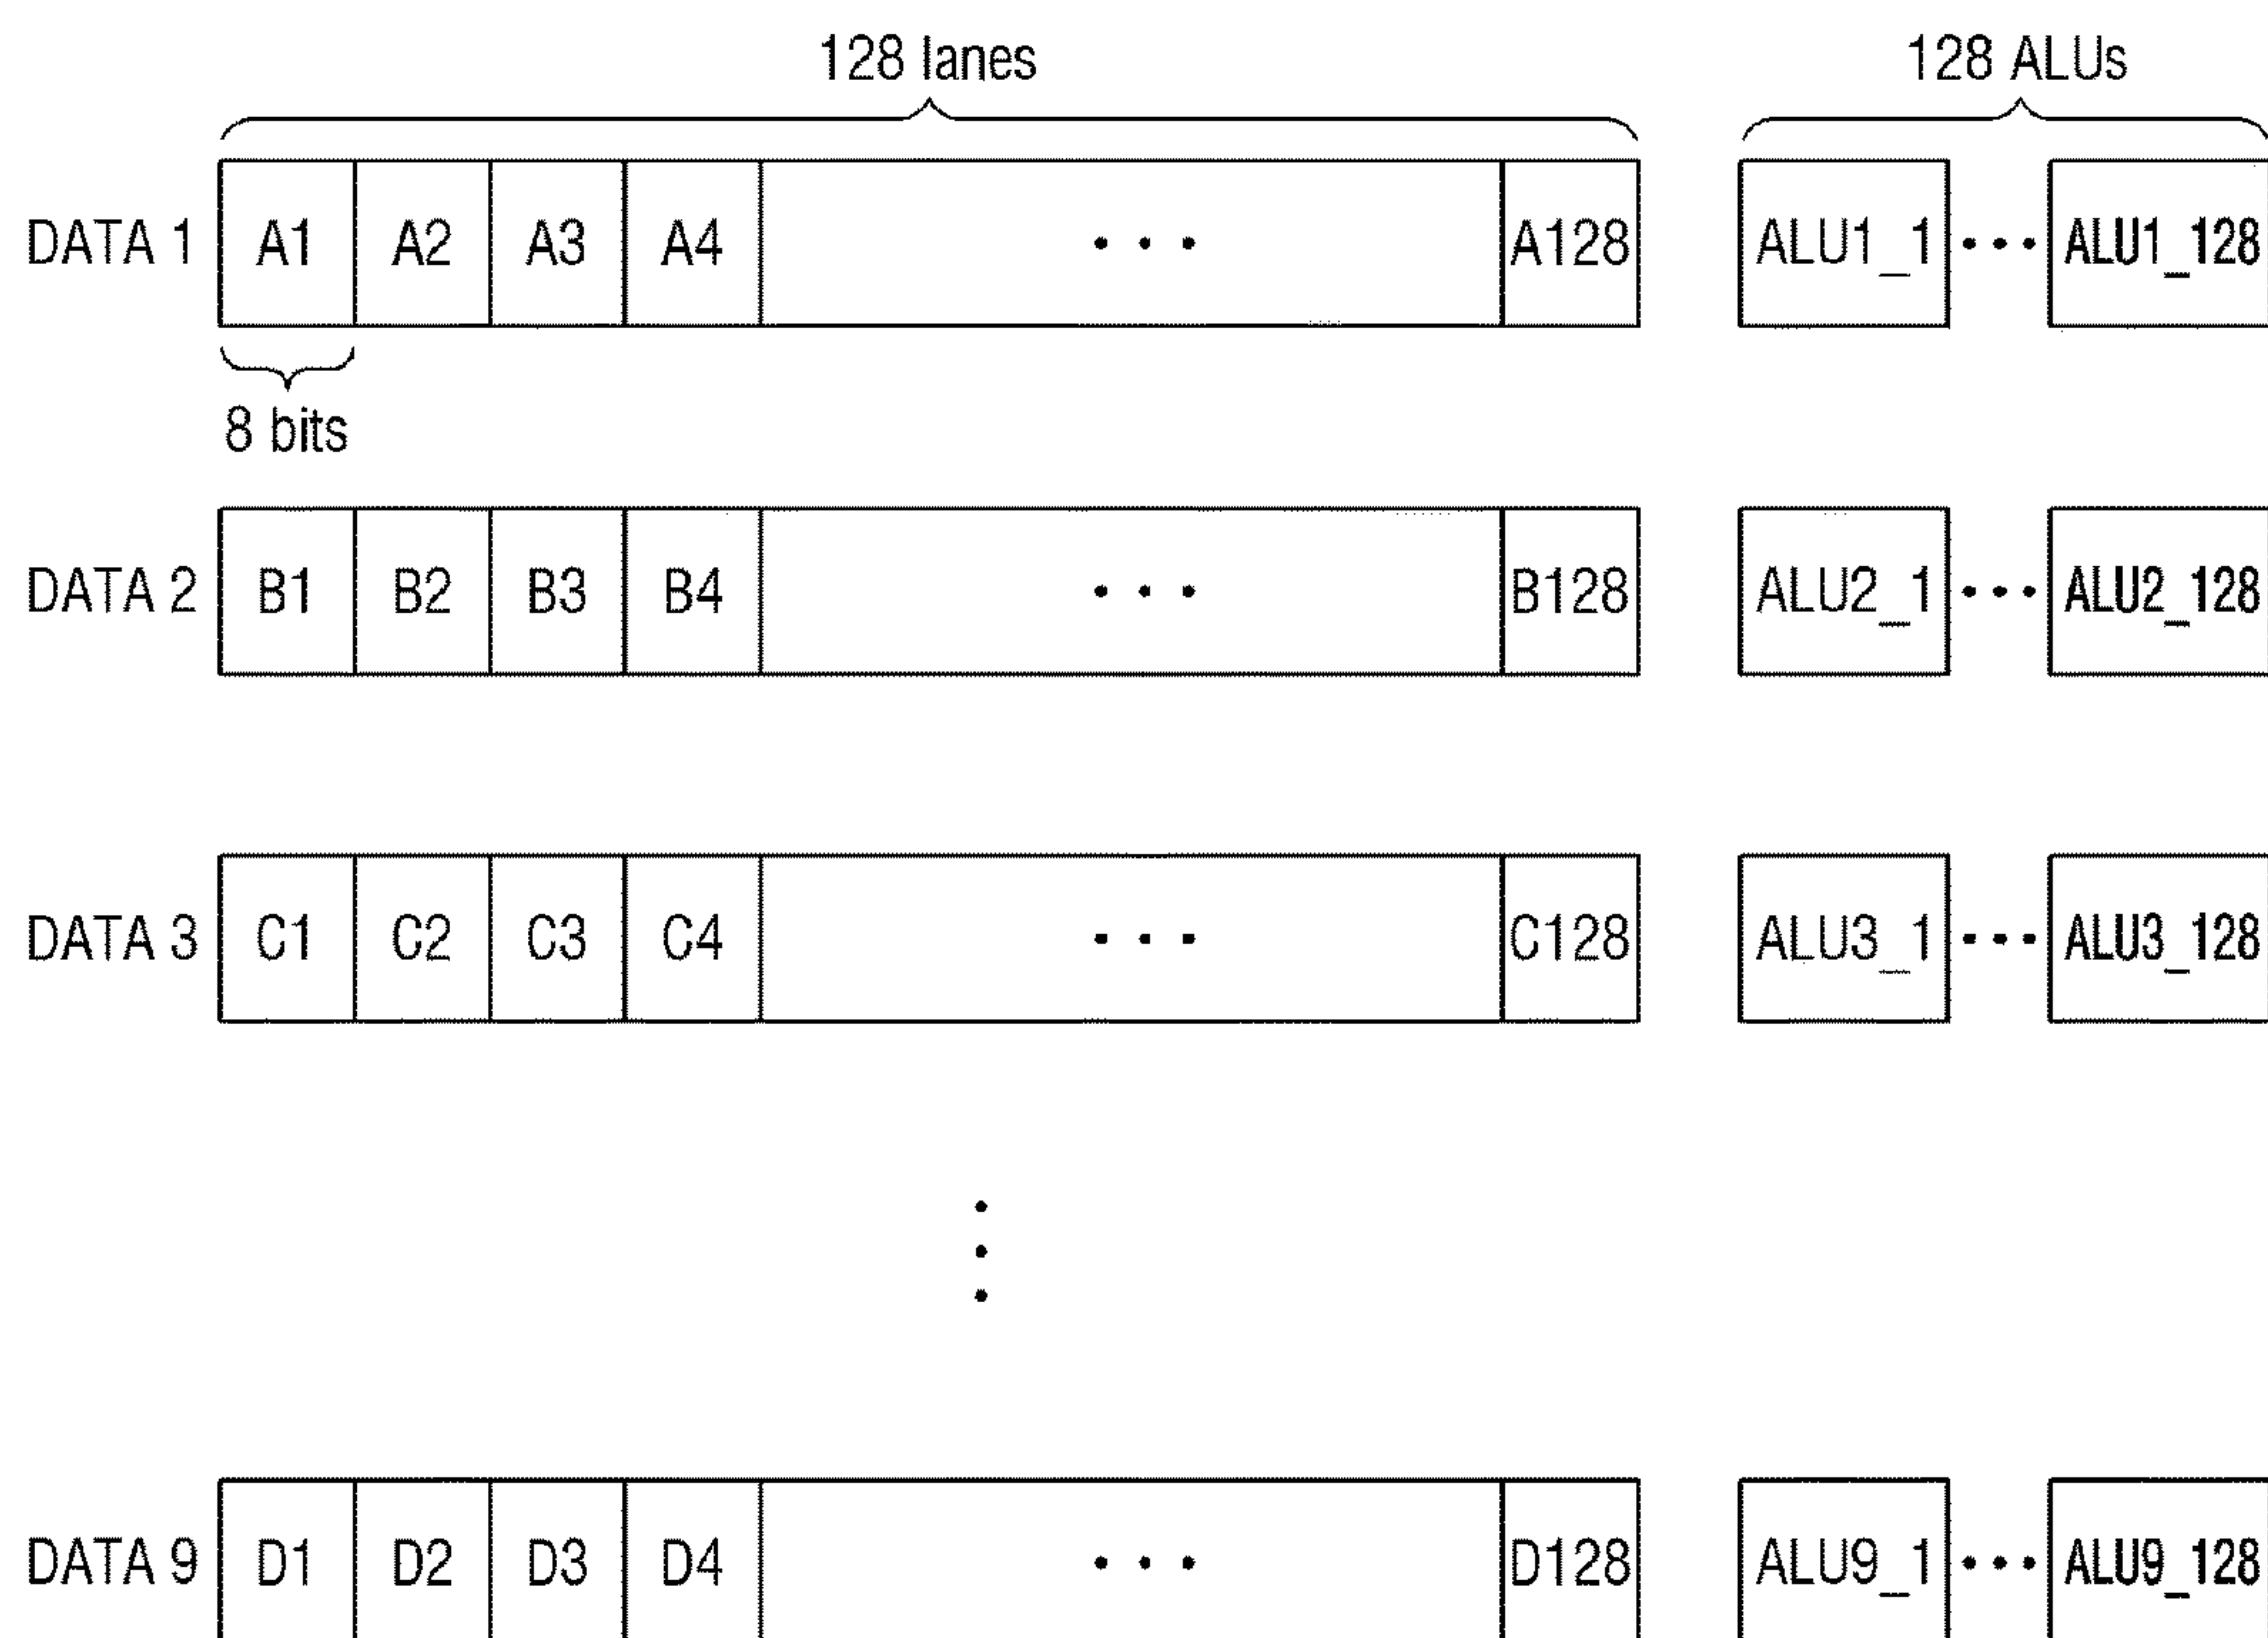 128 lanes 128 ALUs
DATA 1 A1 A2 A3 A4 ... A128 ALU1_1 ... ALU1_128
8 bits
DATA 2 B1 B2 B3 B4 ... B128 ALU2_1 ... ALU2_128
DATA 3 C1 C2 C3 C4 ... C128 ALU3_1 ... ALU3_128
DATA 9 D1 D2 D3 D4 ... D128 ALU9_1 ... ALU9_128